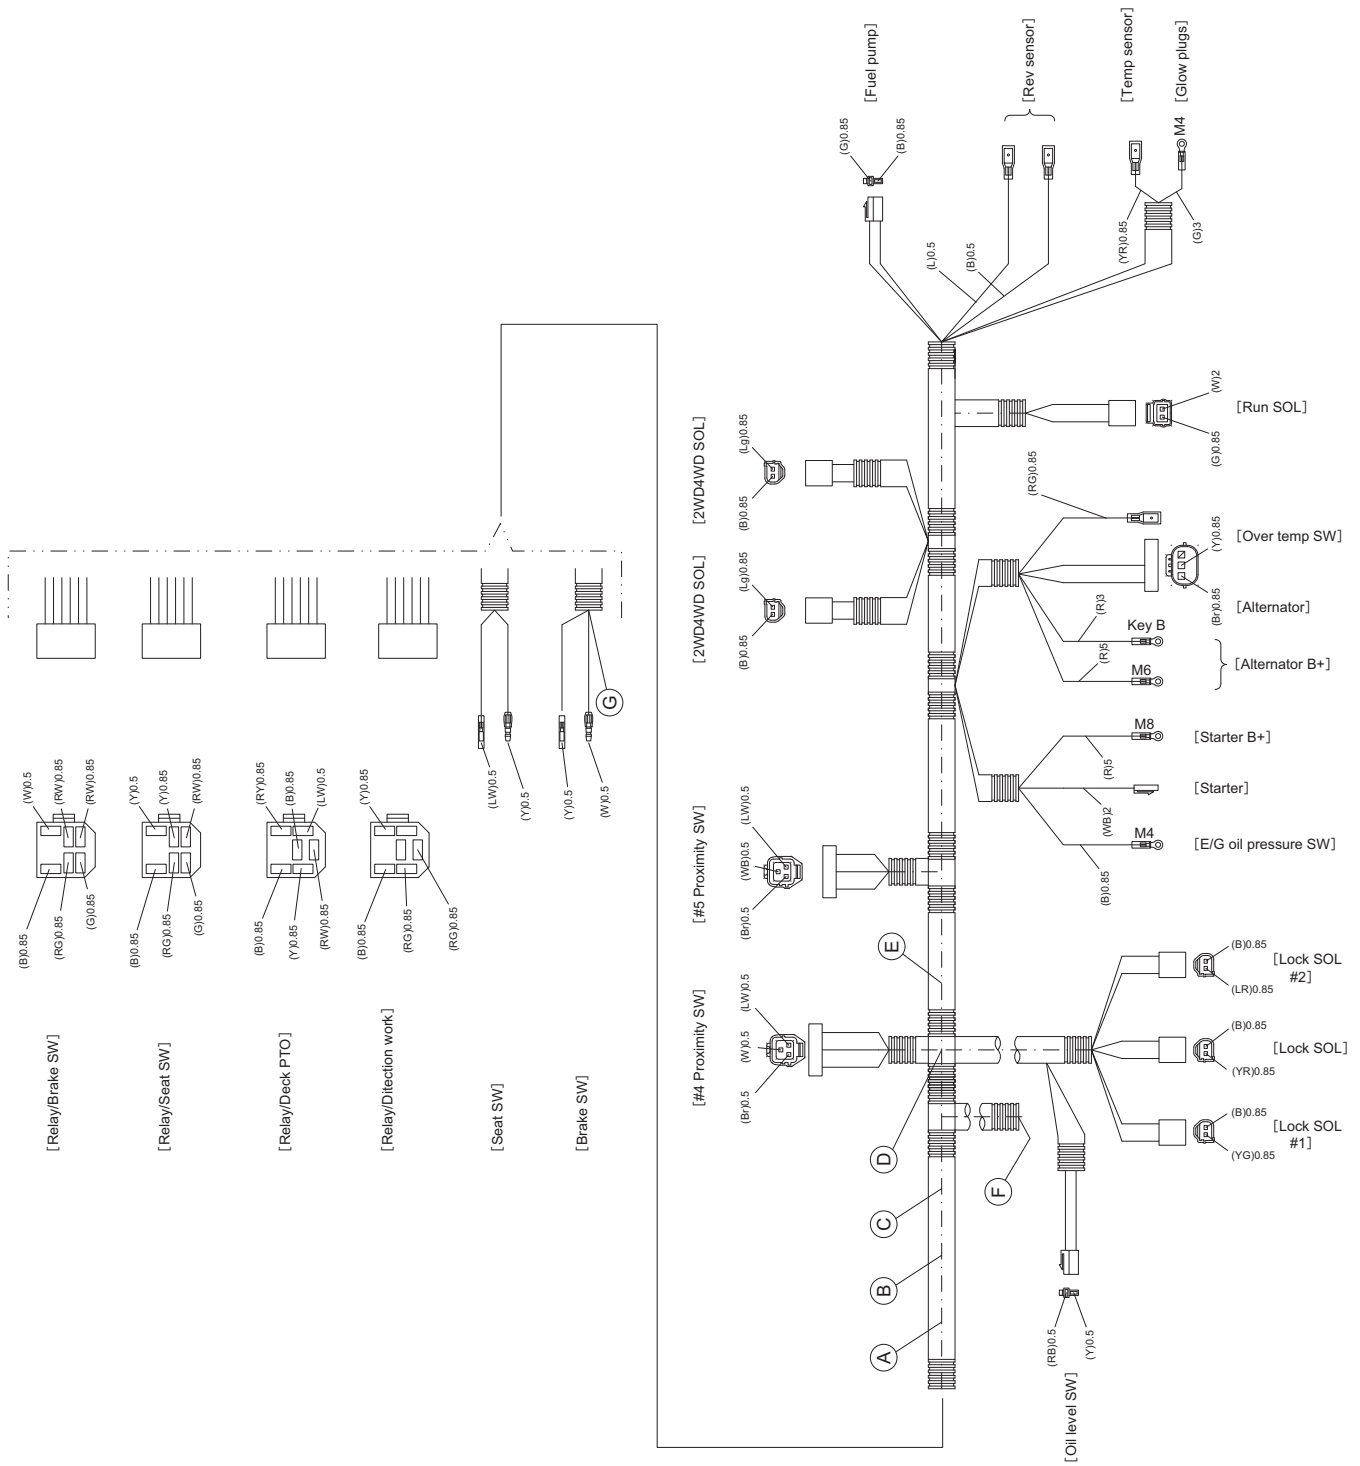 [Fuel pump]
(G)0.85
(B)0.85
[Rev sensor]
(L)0.5
(B)0.5
[Temp sensor]
(YR)0.85
[Glow plugs]
M4
(G)3
[2WD4WD SOL]
(B)0.85
(Lg)0.85
[2WD4WD SOL]
(B)0.85
(Lg)0.85
(W)2
(G)0.85
[Run SOL]
(RG)0.85
[Over temp SW]
(Y)0.85
(Br)0.85
[Alternator]
(R)3
Key B
(R)5
M6
[Alternator B+]
M8
(R)5
[Starter B+]
(WB)2
[Starter]
M4
(B)0.85
[E/G oil pressure SW]
[#5 Proximity SW]
(Br)0.5
(WB)0.5
(LW)0.5
[#4 Proximity SW]
(Br)0.5
(W)0.5
(LW)0.5
(B)0.85
(LR)0.85
[Lock SOL
#2]
(B)0.85
(YR)0.85
[Lock SOL]
(B)0.85
(YG)0.85
[Lock SOL
#1]
A
B
C
D
E
F
G
(RB)0.5
(Y)0.5
[Oil level SW]
[Relay/Brake SW]
(B)0.85
(RG)0.85
(G)0.85
(W)0.5
(RW)0.85
(RW)0.85
[Relay/Seat SW]
(B)0.85
(RG)0.85
(G)0.85
(Y)0.5
(Y)0.85
(RW)0.85
[Relay/Deck PTO]
(B)0.85
(Y)0.85
(RW)0.85
(RY)0.85
(B)0.85
(LW)0.5
[Relay/Ditection work]
(B)0.85
(RG)0.85
(RG)0.85
(Y)0.85
[Seat SW]
(LW)0.5
(Y)0.5
[Brake SW]
(Y)0.5
(W)0.5